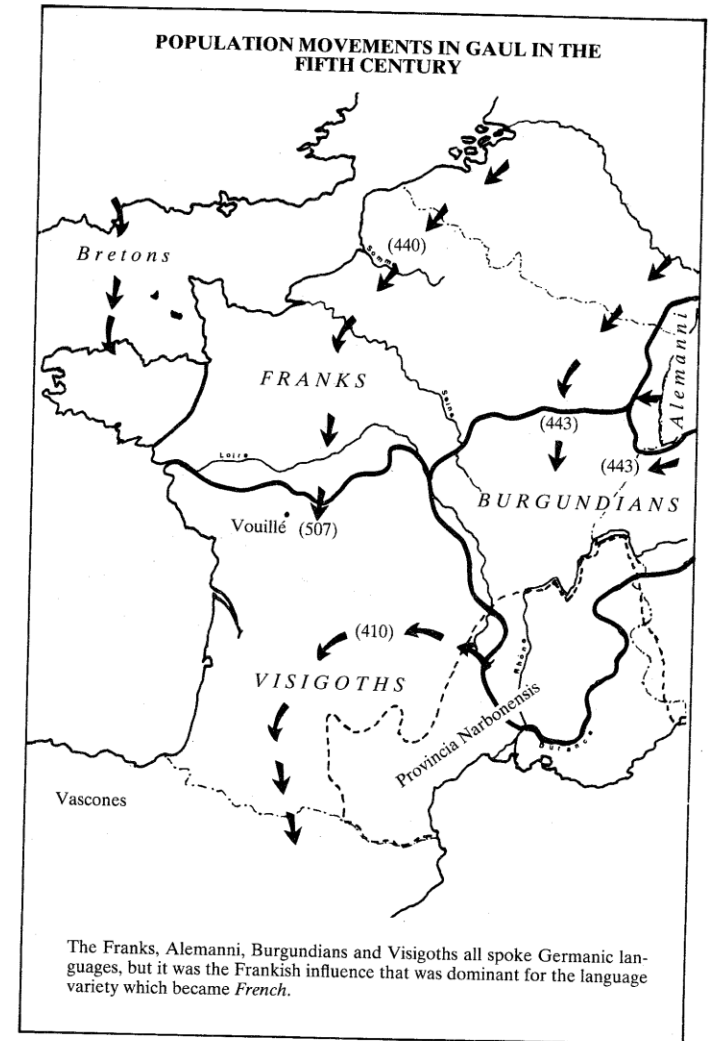 POPULATION MOVEMENTS IN GAUL IN THE
FIFTH CENTURY
Bretons
(440)
Somme
FRANKS
Seine
Alemanni
(443)
Loire
(443)
BURGUNDIANS
Vouillé (507)
(410)
VISIGOTHS
Rhône
Provincia Narbonensis
Durance
Vascones
The Franks, Alemanni, Burgundians and Visigoths all spoke Germanic lan-
guages, but it was the Frankish influence that was dominant for the language
variety which became French.